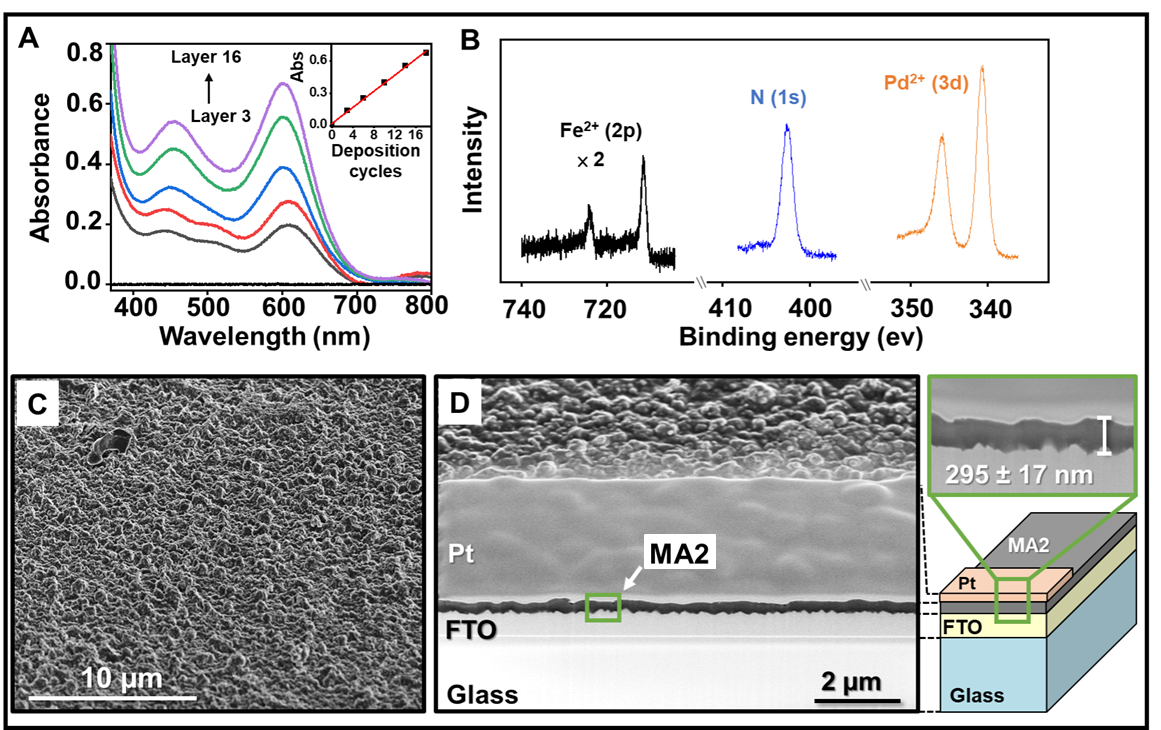 A
0.8
0.6
0.4
0.2
0.0
Absorbance
400 500 600 700 800
Wavelength (nm)
Layer 16
Layer 3
Abs
0.6
0.3
0.0
0 4 8 12 16
Deposition
cycles
B
Intensity
Fe²⁺ (2p)
× 2
N (1s)
Pd²⁺ (3d)
740 720 410 400 350 340
Binding energy (ev)
C
10 µm
D
Pt
MA2
FTO
Glass
2 µm
295 ± 17 nm
MA2
Pt
FTO
Glass